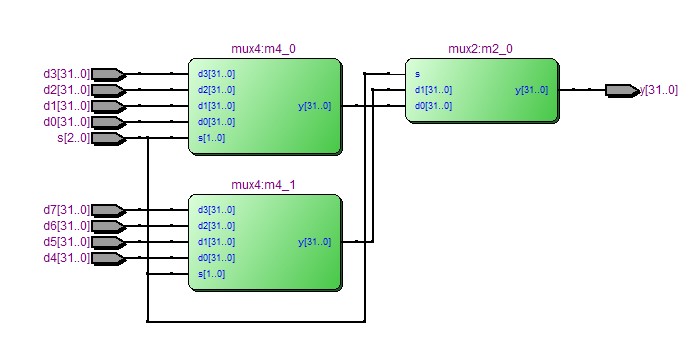 mux4:m4_0
mux2:m2_0
d3[31..0] d3[31..0] s
d2[31..0] d2[31..0] d1[31..0] y[31..0] y[31..0]
d1[31..0] d1[31..0] y[31..0] d0[31..0]
d0[31..0] d0[31..0]
s[2..0] s[1..0]
mux4:m4_1
d7[31..0] d3[31..0]
d6[31..0] d2[31..0]
d5[31..0] d1[31..0] y[31..0]
d4[31..0] d0[31..0]
s[1..0]